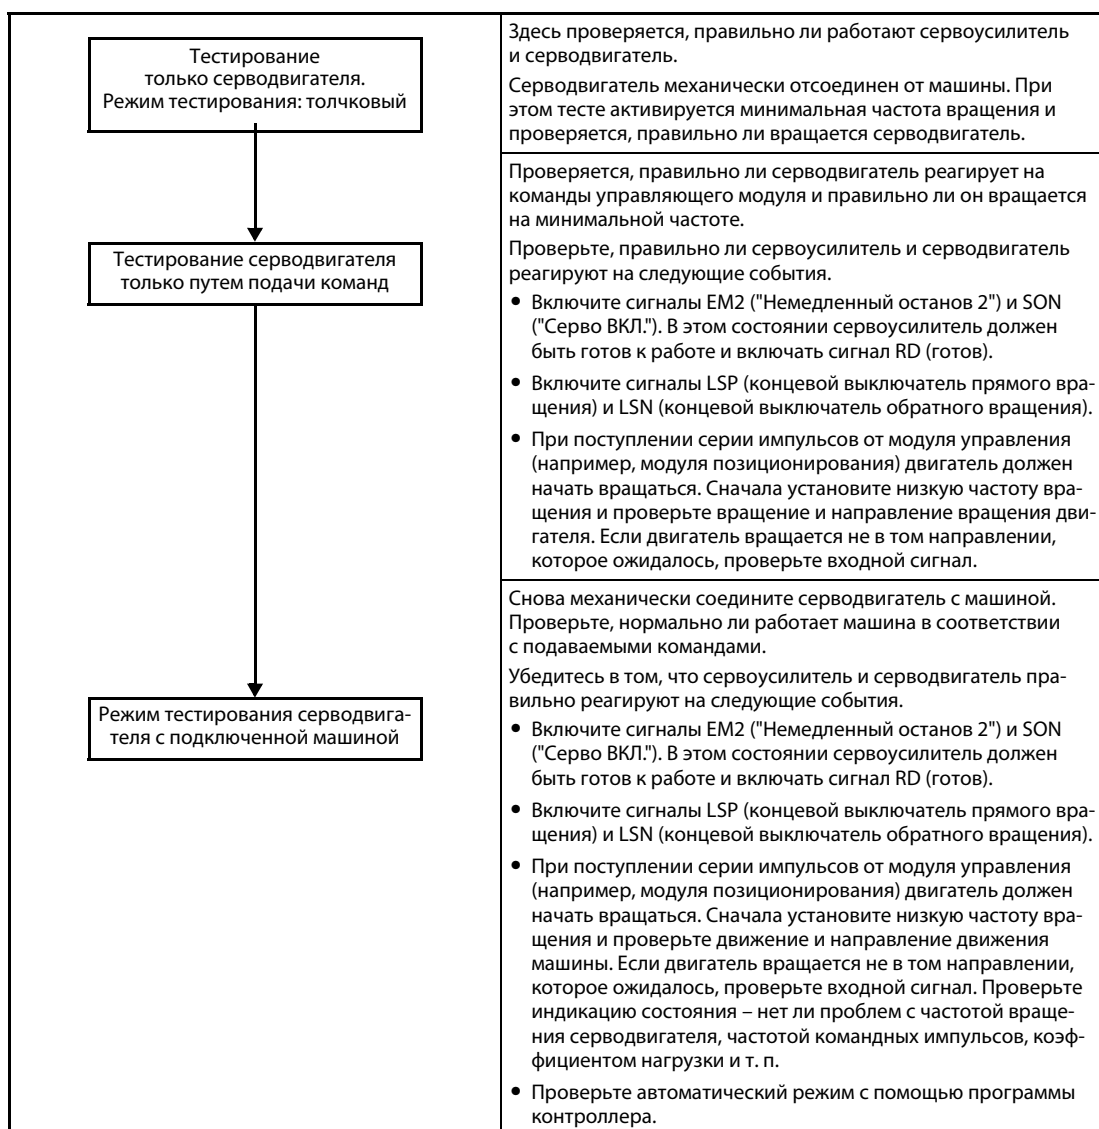 Тестирование
только серводвигателя.
Режим тестирования: толчковый
Здесь проверяется, правильно ли работают сервоусилитель
и серводвигатель.
Серводвигатель механически отсоединен от машины. При
этом тесте активируется минимальная частота вращения и
проверяется, правильно ли вращается серводвигатель.
Тестирование серводвигателя
только путем подачи команд
Проверяется, правильно ли серводвигатель реагирует на
команды управляющего модуля и правильно ли он вращается
на минимальной частоте.
Проверьте, правильно ли сервоусилитель и серводвигатель
реагируют на следующие события.
● Включите сигналы EM2 ("Немедленный останов 2") и SON
("Серво ВКЛ."). В этом состоянии сервоусилитель должен
быть готов к работе и включать сигнал RD (готов).
● Включите сигналы LSP (концевой выключатель прямого вра-
щения) и LSN (концевой выключатель обратного вращения).
● При поступлении серии импульсов от модуля управления
(например, модуля позиционирования) двигатель должен
начать вращаться. Сначала установите низкую частоту вра-
щения и проверьте вращение и направление вращения дви-
гателя. Если двигатель вращается не в том направлении,
которое ожидалось, проверьте входной сигнал.
Режим тестирования серводвига-
теля с подключенной машиной
Снова механически соедините серводвигатель с машиной.
Проверьте, нормально ли работает машина в соответствии
с подаваемыми командами.
Убедитесь в том, что сервоусилитель и серводвигатель пра-
вильно реагируют на следующие события.
● Включите сигналы EM2 ("Немедленный останов 2") и SON
("Серво ВКЛ."). В этом состоянии сервоусилитель должен
быть готов к работе и включать сигнал RD (готов).
● Включите сигналы LSP (концевой выключатель прямого вра-
щения) и LSN (концевой выключатель обратного вращения).
● При поступлении серии импульсов от модуля управления
(например, модуля позиционирования) двигатель должен
начать вращаться. Сначала установите низкую частоту вра-
щения и проверьте движение и направление движения
машины. Если двигатель вращается не в том направлении,
которое ожидалось, проверьте входной сигнал. Проверьте
индикацию состояния – нет ли проблем с частотой враще-
ния серводвигателя, частотой командных импульсов, коэф-
фициентом нагрузки и т. п.
● Проверьте автоматический режим с помощью программы
контроллера.